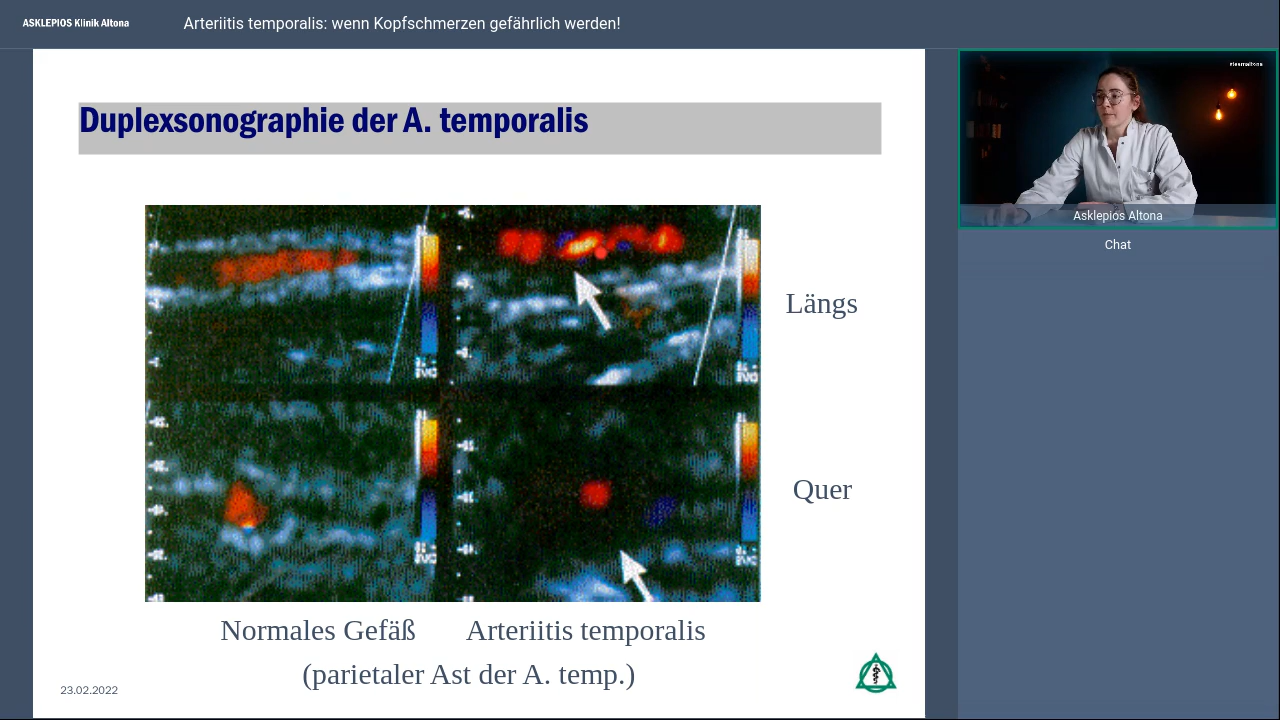 ASKLEPIOS Klinik Altona
Arteriitis temporalis: wenn Kopfschmerzen gefährlich werden!
#teamaltona
Duplexsonographie der A. temporalis
Asklepios Altona
Chat
Längs
Quer
Normales Gefäß Arteriitis temporalis
(parietaler Ast der A. temp.)
23.02.2022